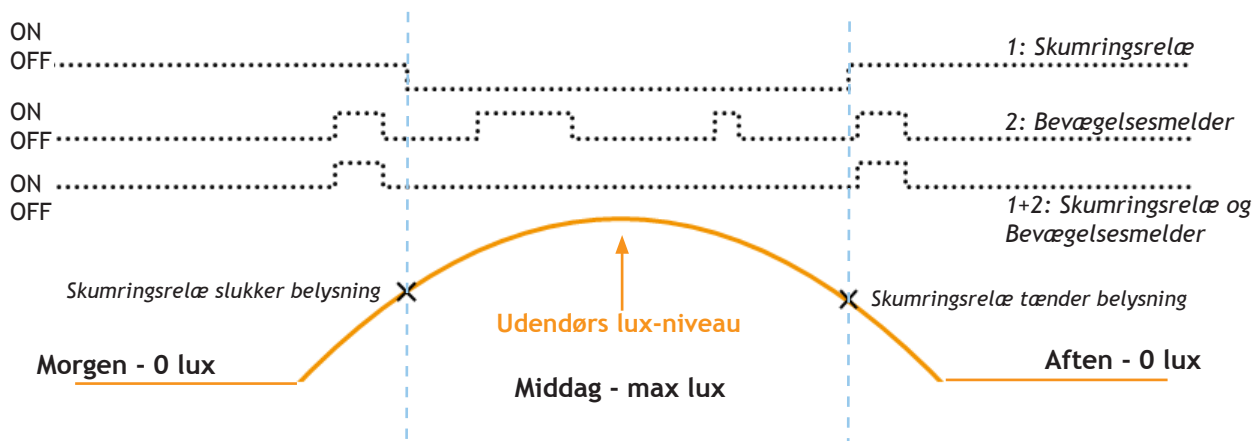 ON
OFF
1: Skumringsrelæ
ON
OFF
2: Bevægelsesmelder
ON
OFF
1+2: Skumringsrelæ og
Bevægelsesmelder
Skumringsrelæ slukker belysning
Skumringsrelæ tænder belysning
Udendørs lux-niveau
Morgen - 0 lux
Aften - 0 lux
Middag - max lux